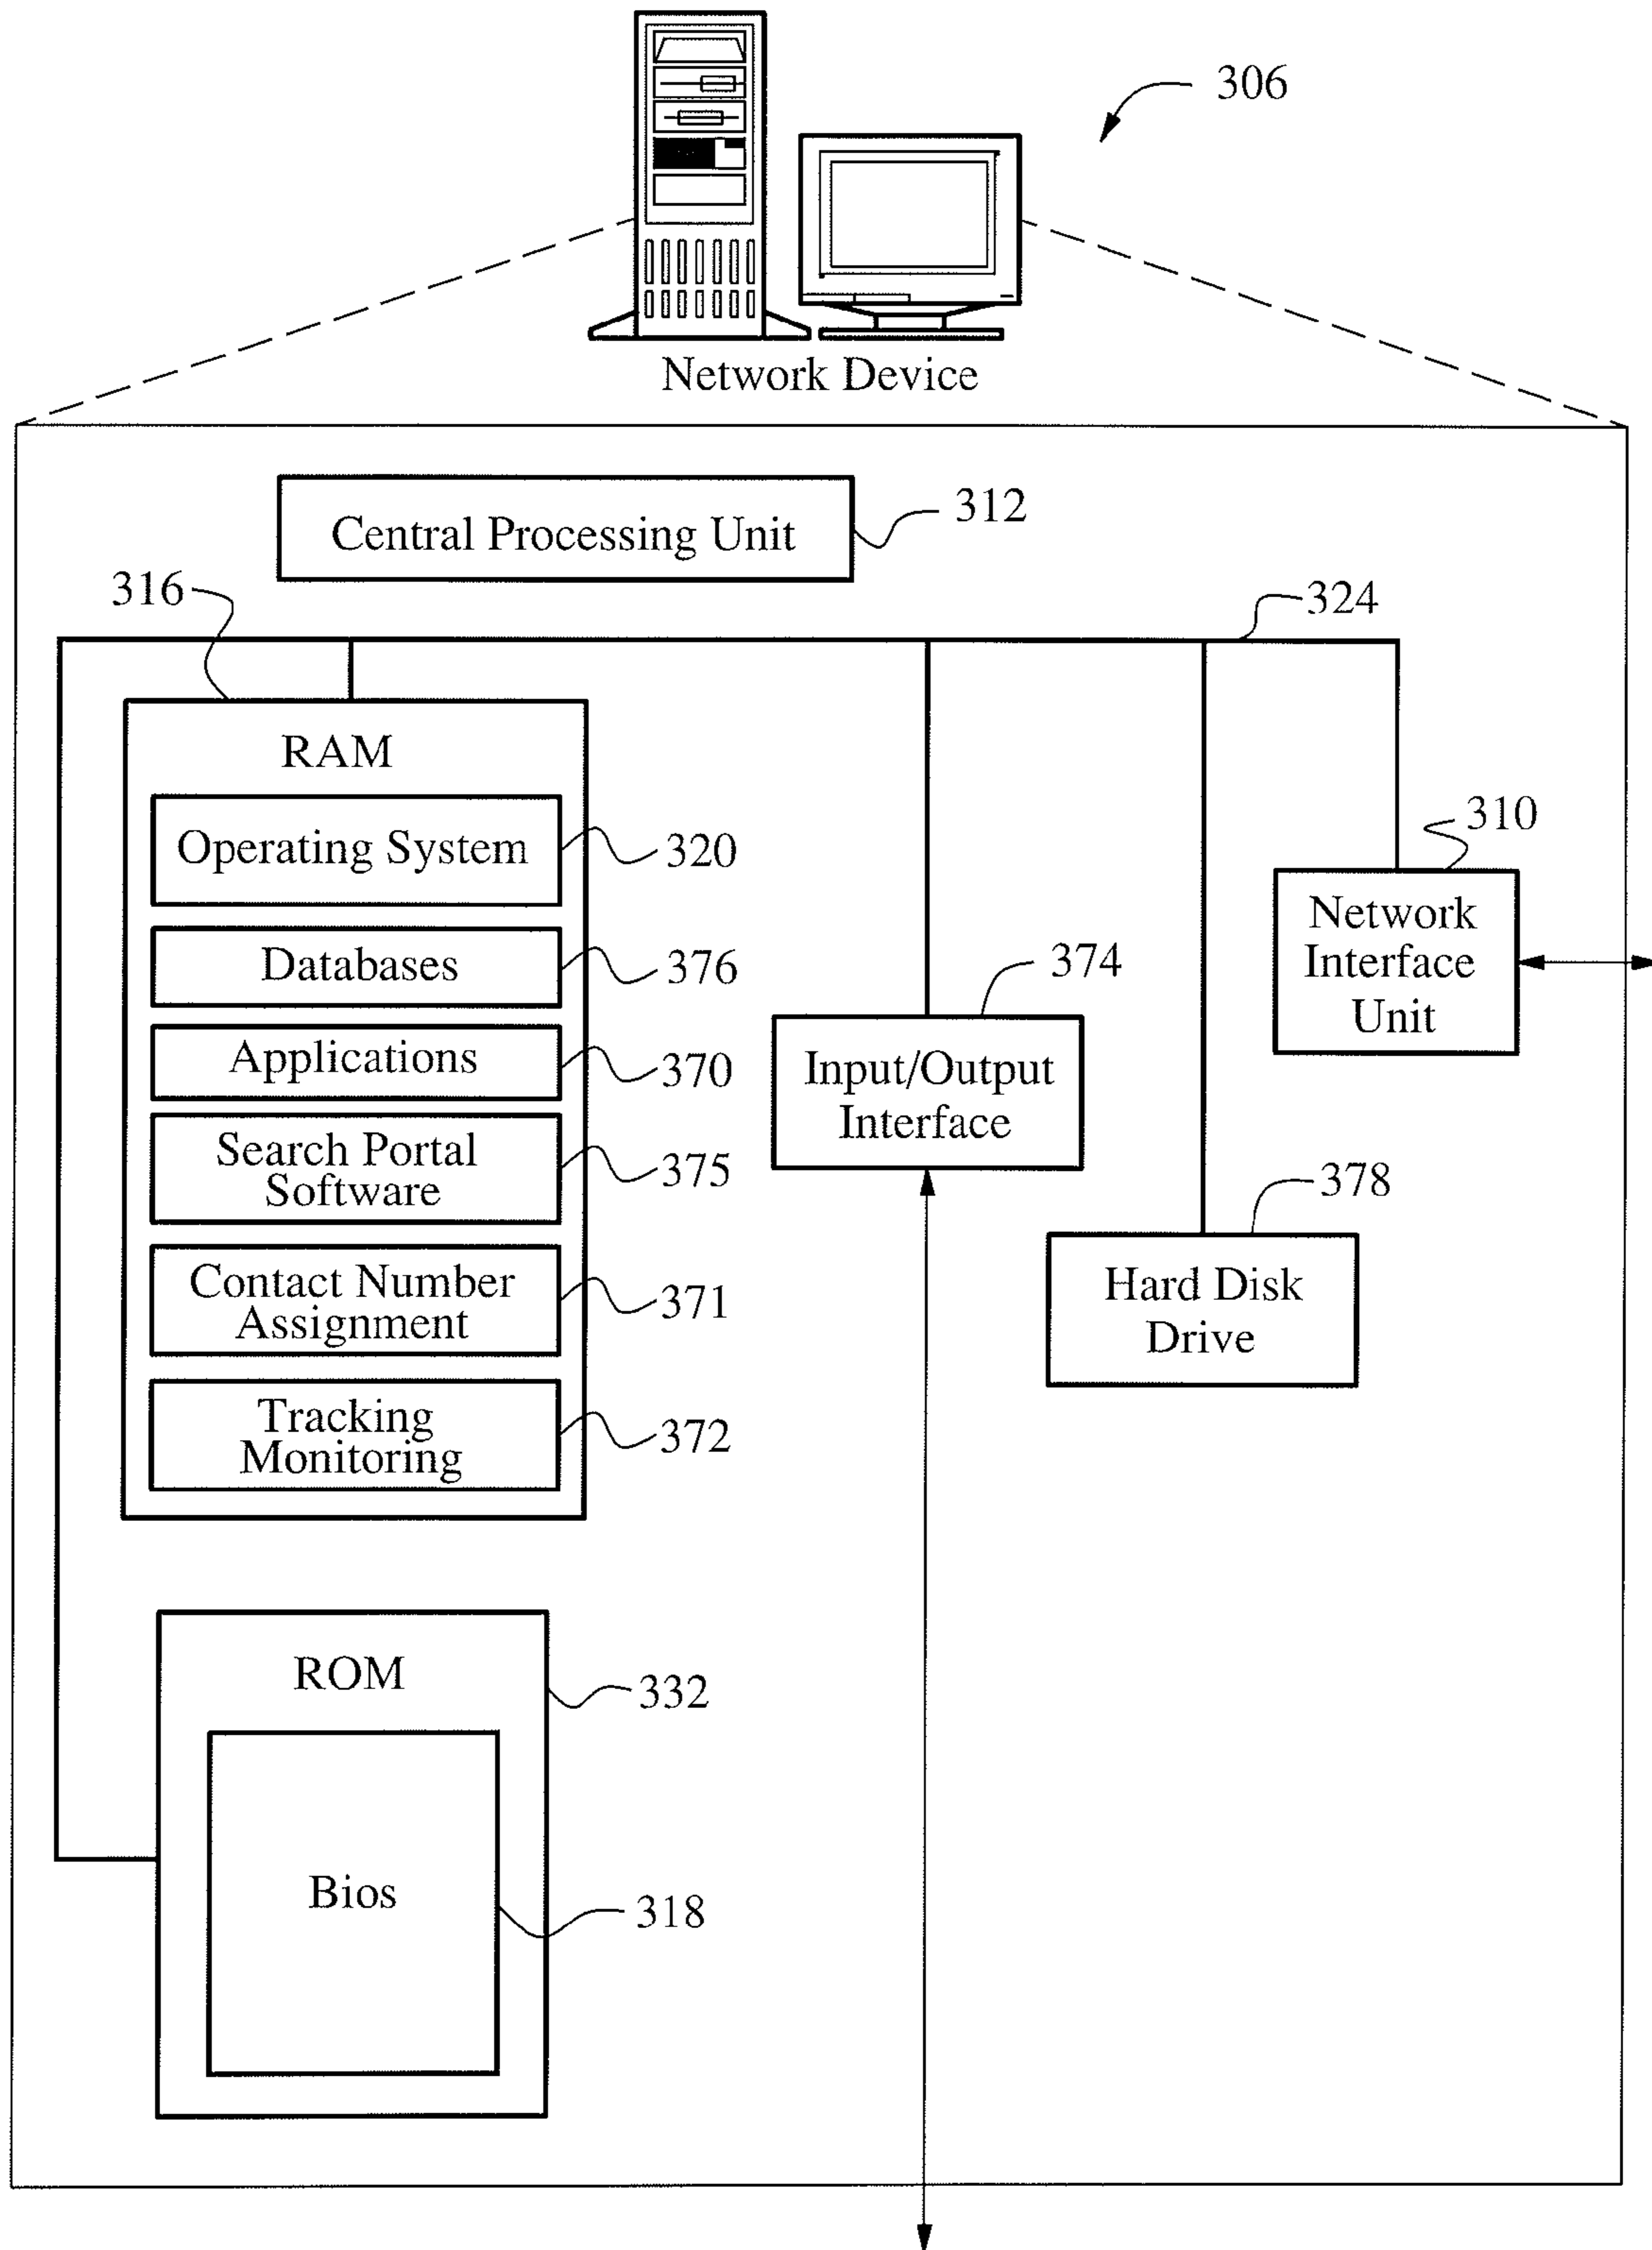 306
Network Device
Central Processing Unit
312
316
324
RAM
Operating System
320
Databases
376
Applications
370
Search Portal
Software
375
Contact Number
Assignment
371
Tracking
Monitoring
372
374
Input/Output
Interface
310
Network
Interface
Unit
378
Hard Disk
Drive
ROM
332
Bios
318